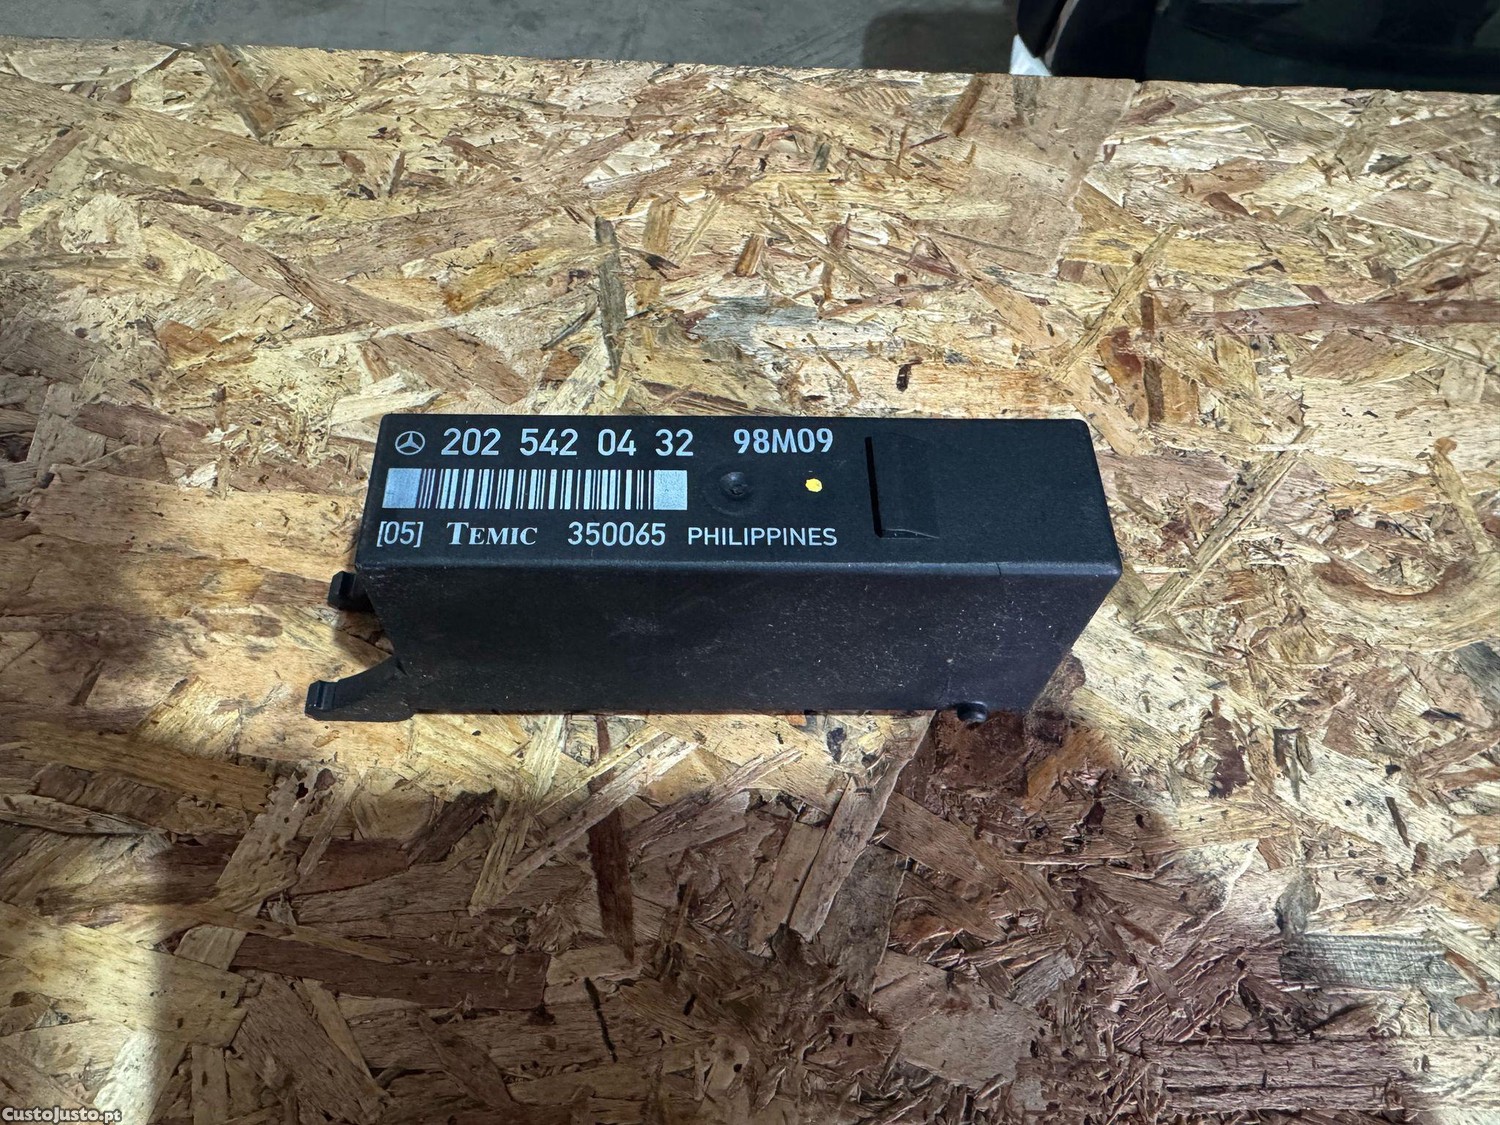 202 542 04 32 98M09
[05] TEMIC 350065 PHILIPPINES
CustoJusto.pt